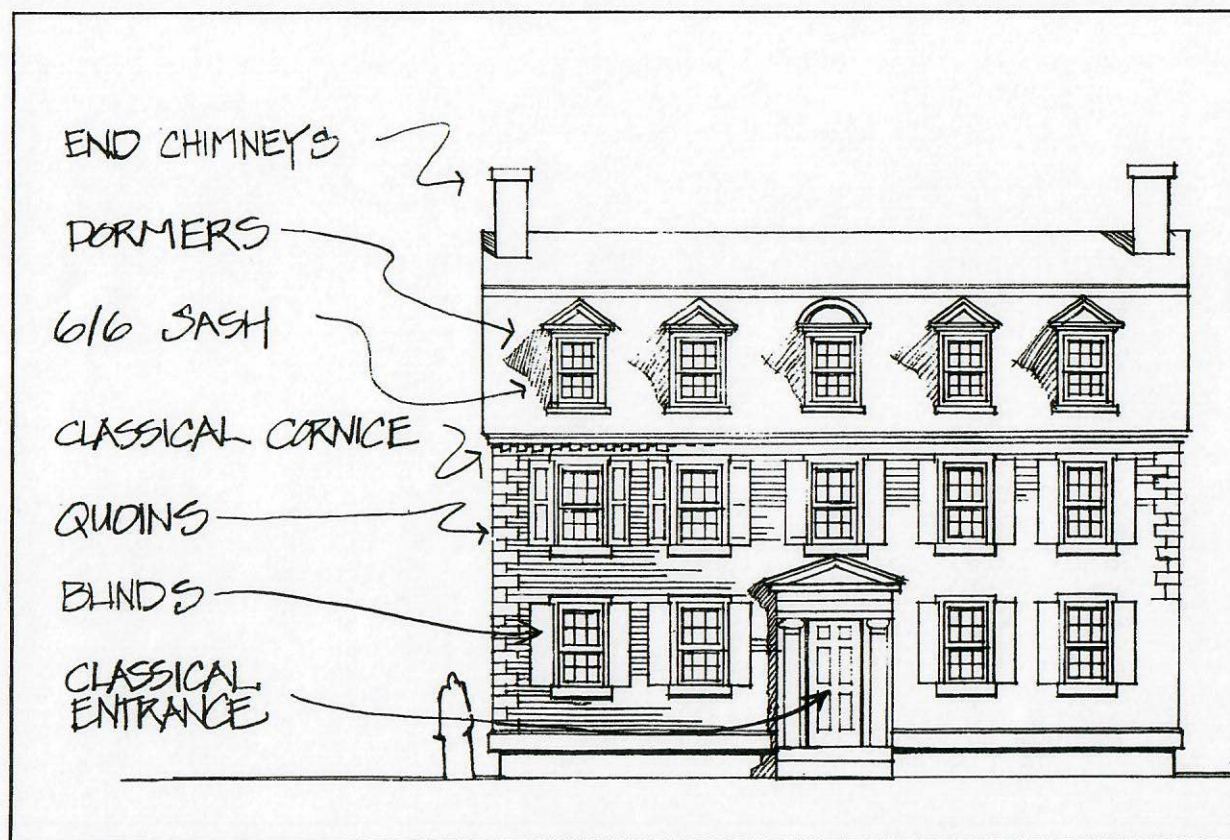 END CHIMNEYS
DORMERS
6/6 SASH
CLASSICAL CORNICE
QUOINS
BLINDS
CLASSICAL
ENTRANCE